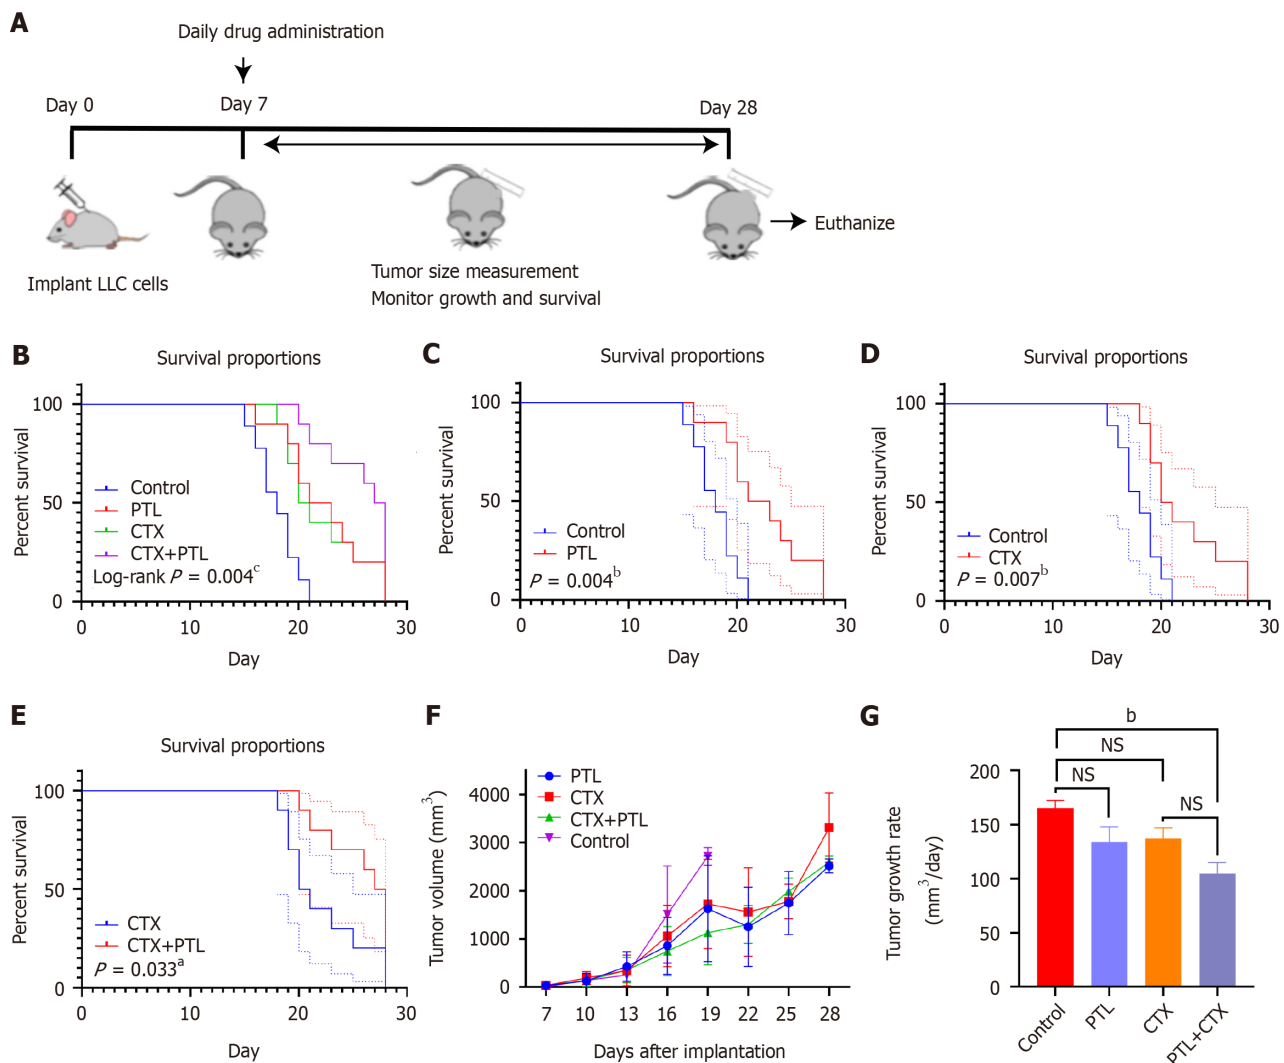 A
Daily drug administration
Day 0
Day 7
Day 28
Euthanize
Implant LLC cells
Tumor size measurement
Monitor growth and survival
B
Survival proportions
Percent survival
100
50
0
Control
PTL
CTX
CTX+PTL
Log-rank P = 0.004c
0
10
20
30
Day
C
Survival proportions
Percent survival
100
50
0
Control
PTL
P = 0.004b
0
10
20
30
Day
D
Survival proportions
Percent survival
100
50
0
Control
CTX
P = 0.007b
0
10
20
30
Day
E
Survival proportions
Percent survival
100
50
0
CTX
CTX+PTL
P = 0.033a
0
10
20
30
Day
F
Tumor volume (mm3)
4000
3000
2000
1000
0
PTL
CTX
CTX+PTL
Control
7
10
13
16
19
22
25
28
Days after implantation
G
Tumor growth rate
(mm3/day)
200
150
100
50
0
b
NS
NS
NS
Control
PTL
CTX
PTL+CTX